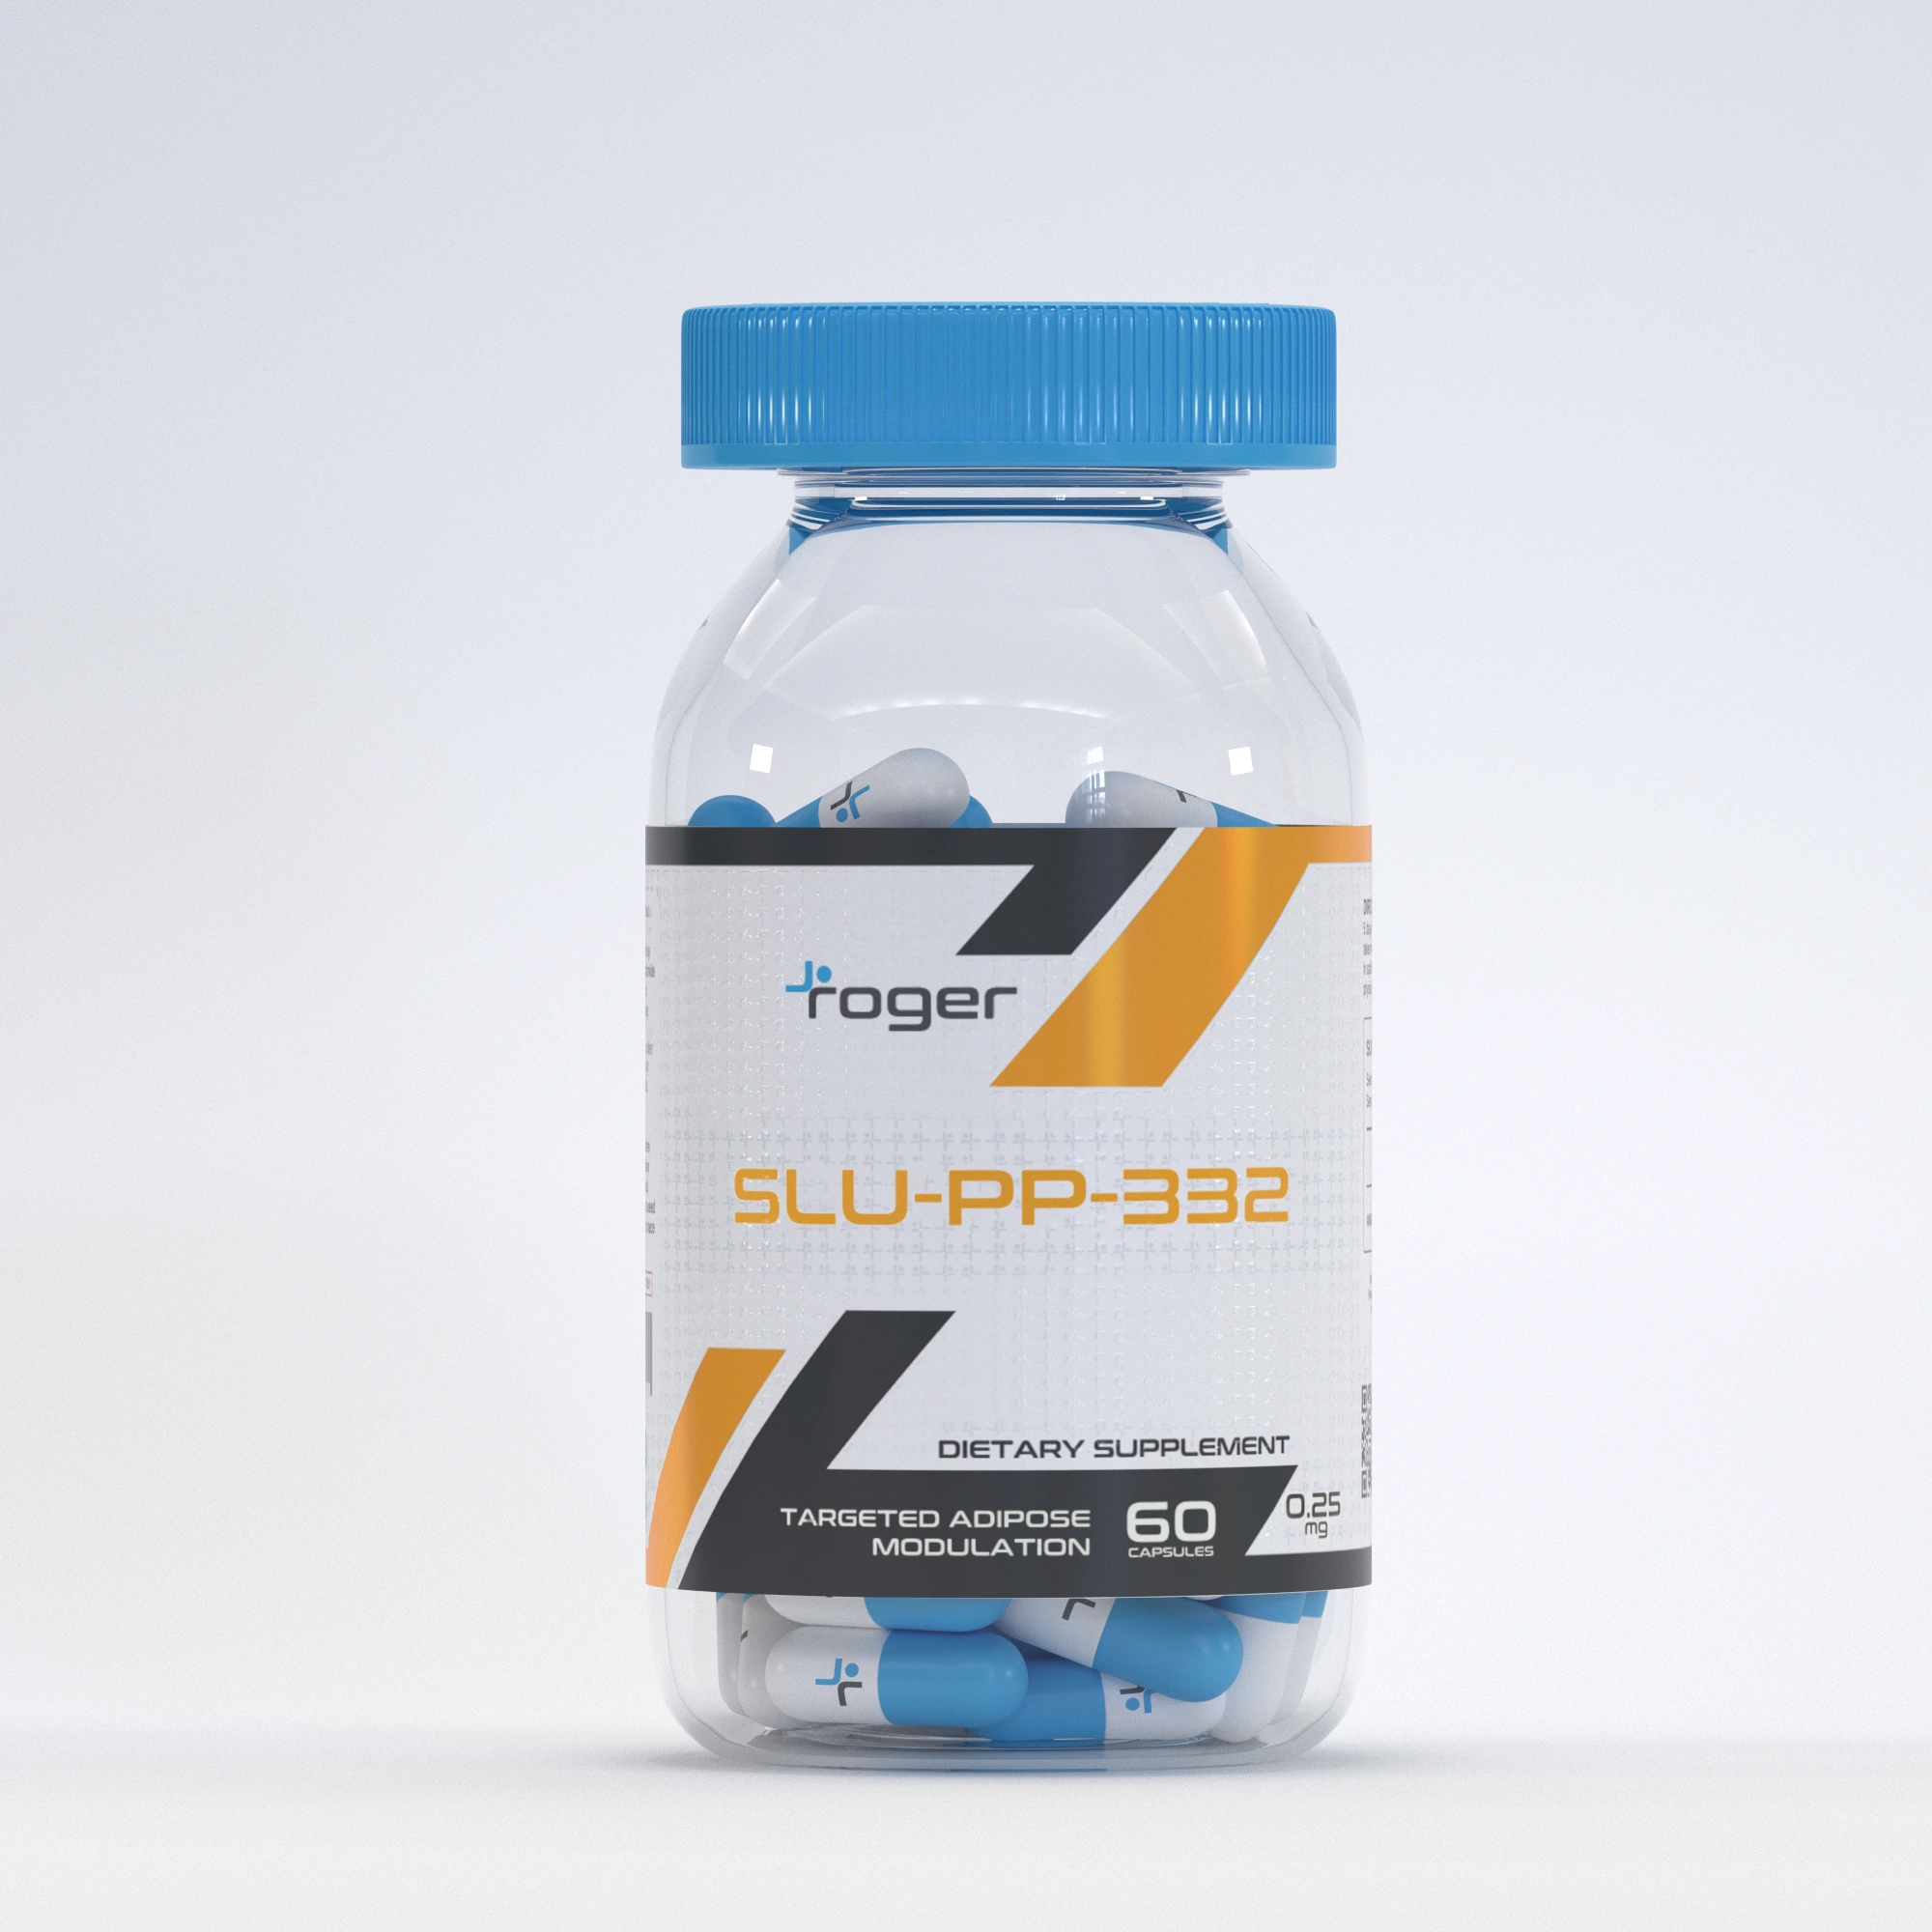 roger
SLU-PP-332
DIETARY SUPPLEMENT
TARGETED ADIPOSE
MODULATION
60
CAPSULES
0.25
mg